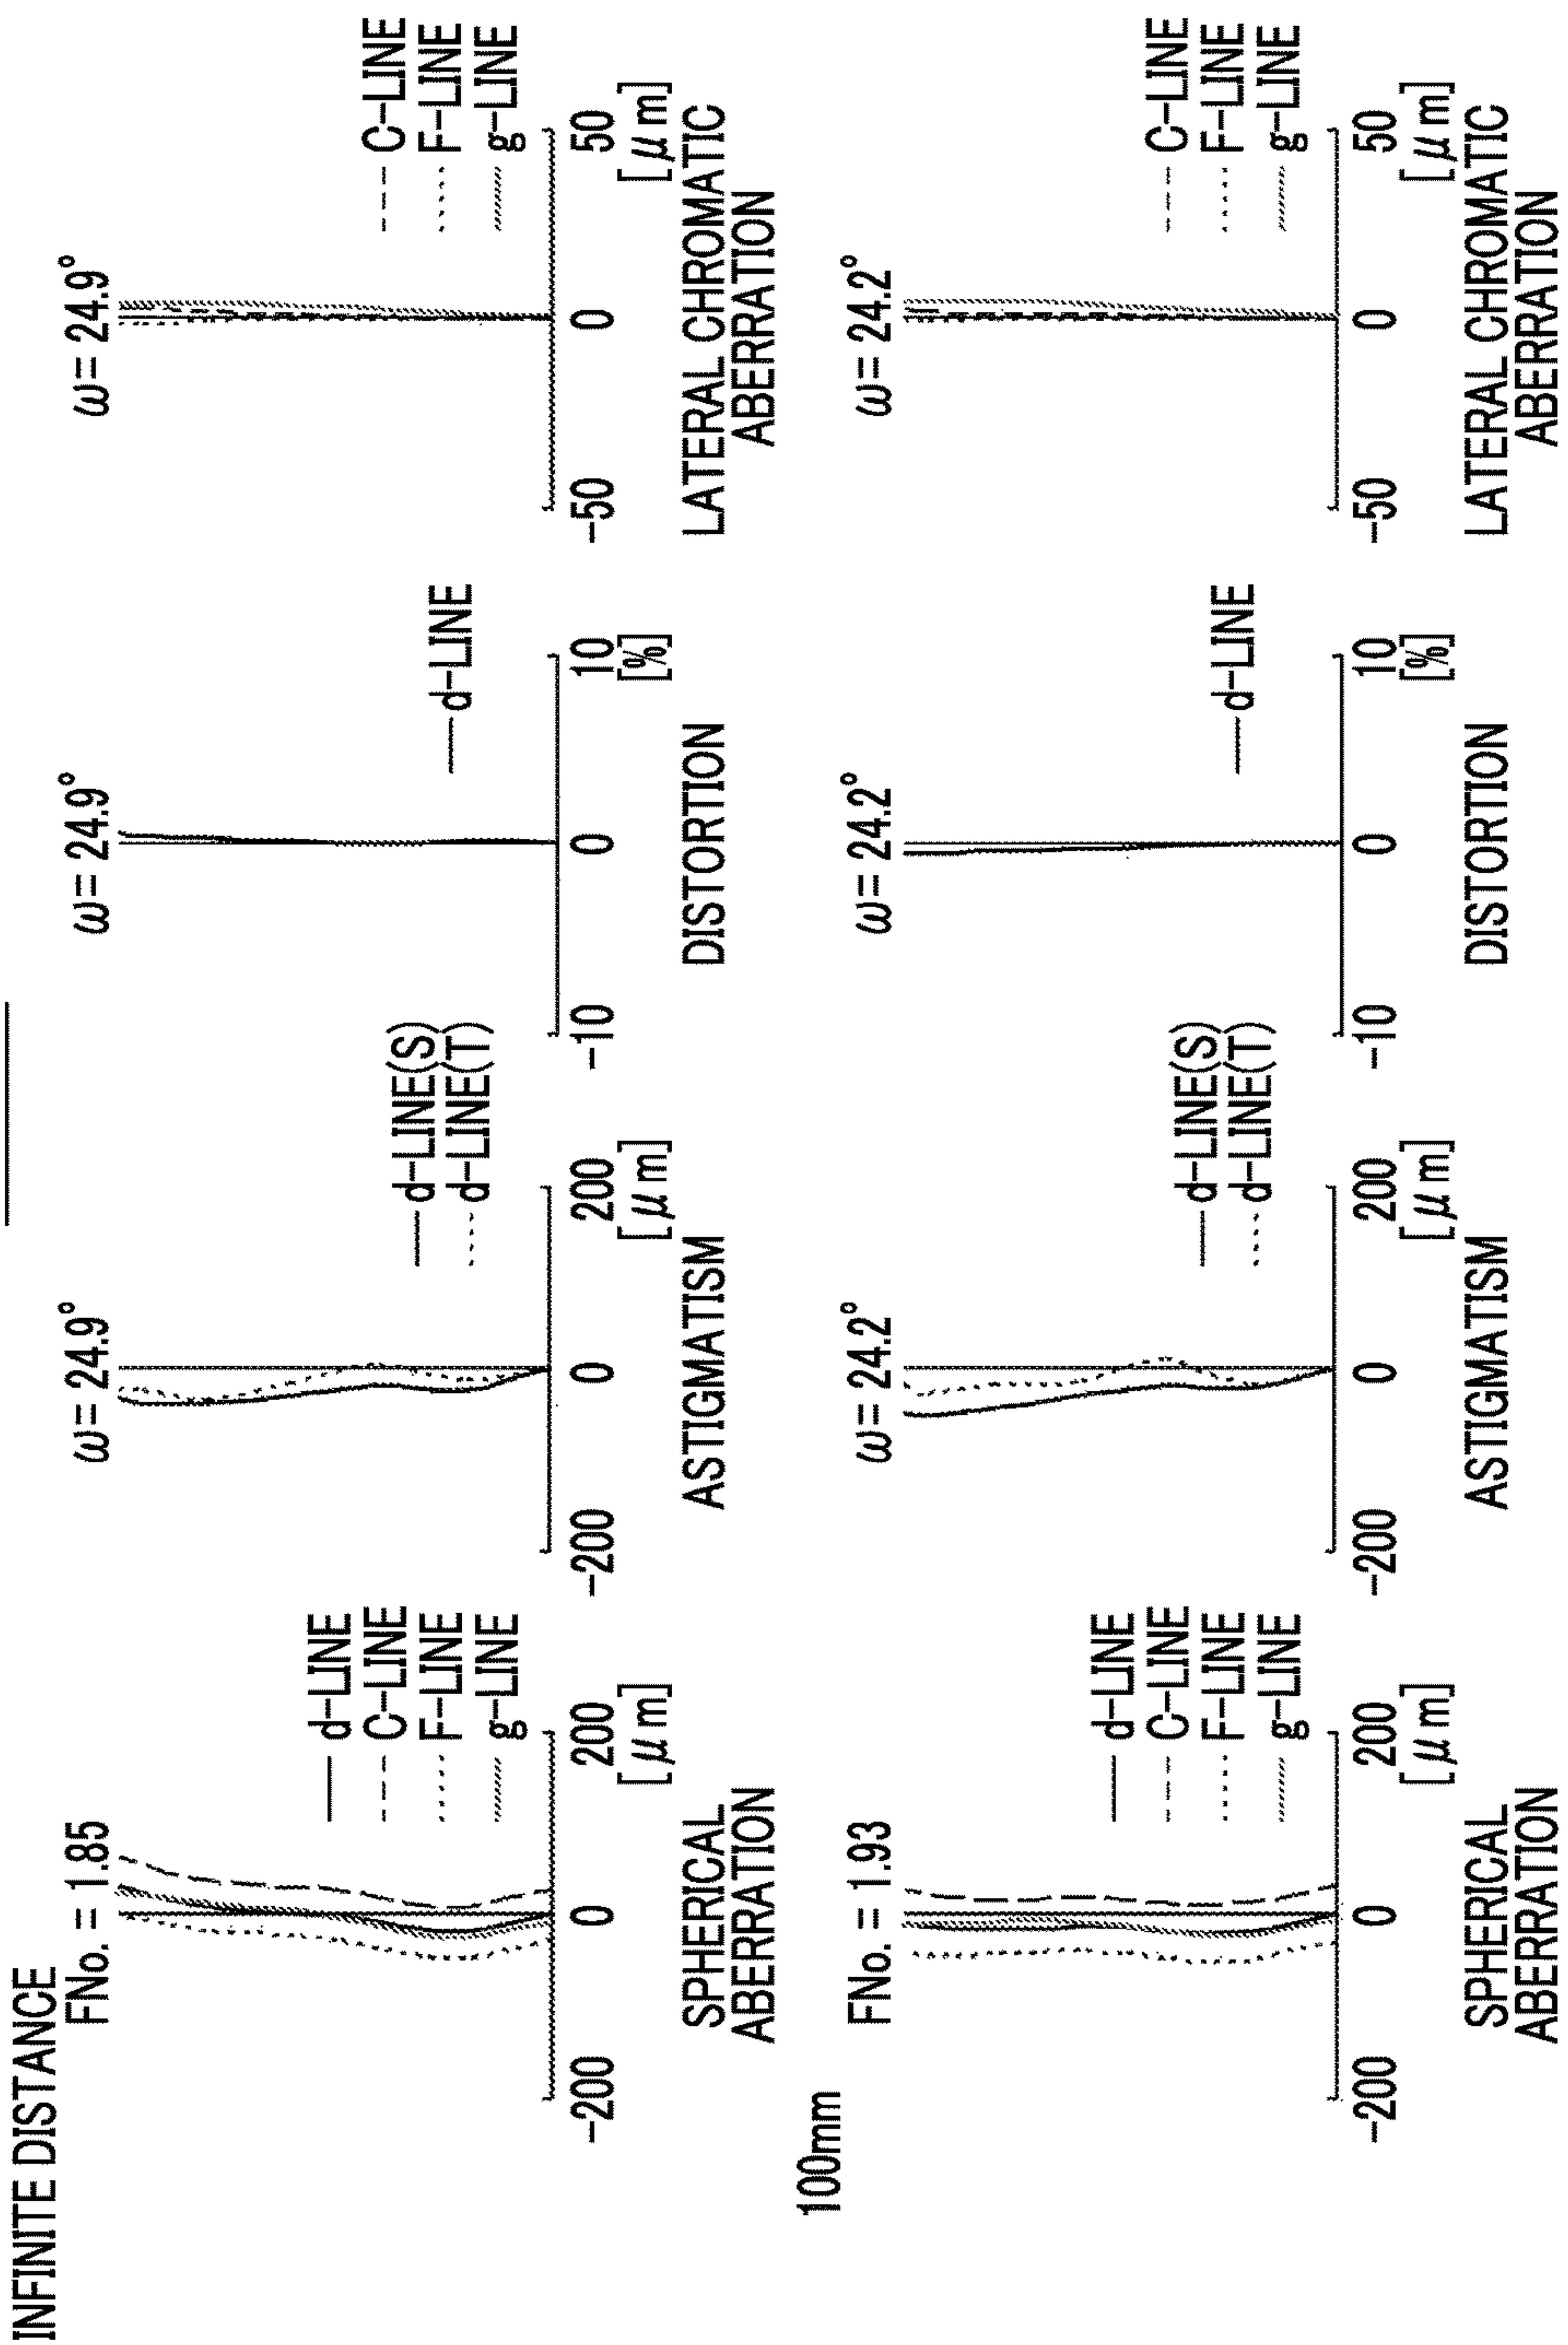 INFINITE DISTANCE
FNo. = 1.85
d-LINE
C-LINE
F-LINE
g-LINE
-200 0 200
[μm]
SPHERICAL
ABERRATION
ω= 24.9°
d-LINE(S)
d-LINE(T)
-200 0 200
[μm]
ASTIGMATISM
ω= 24.9°
d-LINE
-10 0 10
[%]
DISTORTION
ω= 24.9°
C-LINE
F-LINE
g-LINE
-50 0 50
[μm]
LATERAL CHROMATIC
ABERRATION
100mm
FNo. = 1.93
d-LINE
C-LINE
F-LINE
g-LINE
-200 0 200
[μm]
SPHERICAL
ABERRATION
ω= 24.2°
d-LINE(S)
d-LINE(T)
-200 0 200
[μm]
ASTIGMATISM
ω= 24.2°
d-LINE
-10 0 10
[%]
DISTORTION
ω= 24.2°
C-LINE
F-LINE
g-LINE
-50 0 50
[μm]
LATERAL CHROMATIC
ABERRATION